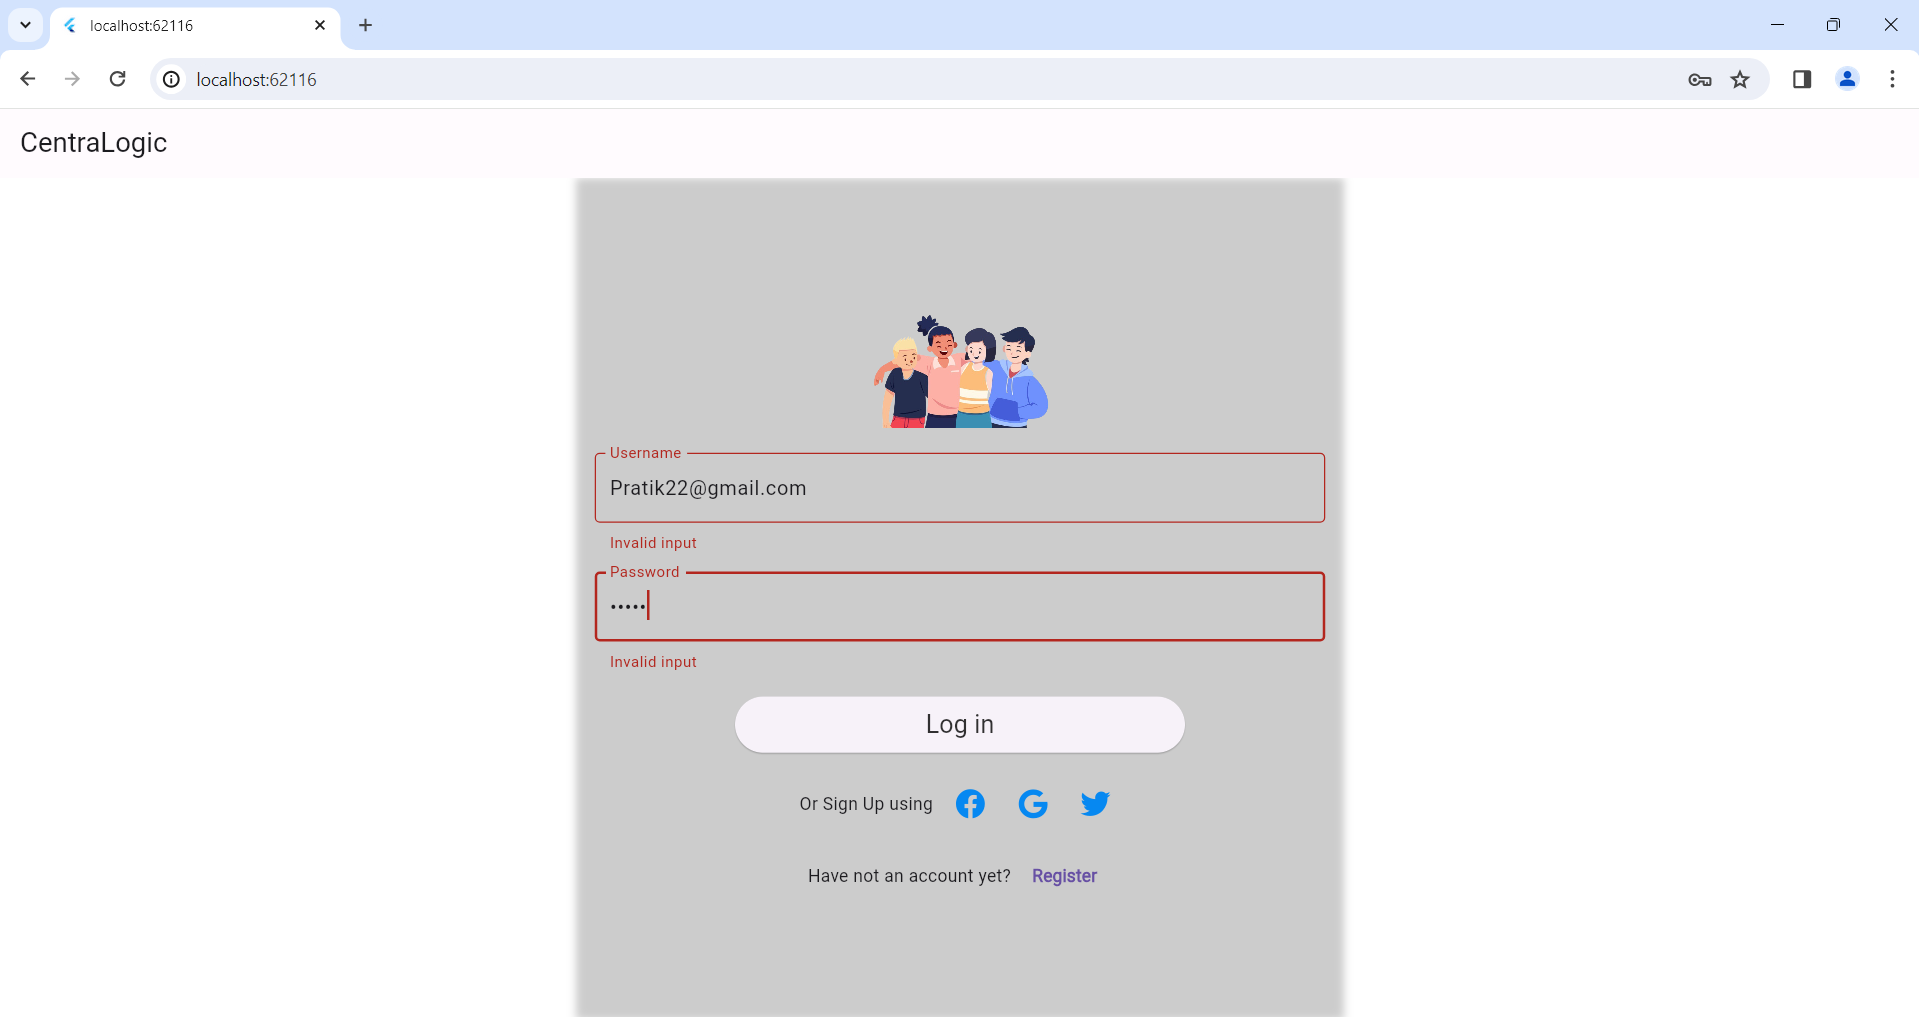 localhost:62116
localhost:62116
CentraLogic
Username
Pratik22@gmail.com
Invalid input
Password
•••••
Invalid input
Log in
Or Sign Up using
Have not an account yet? Register